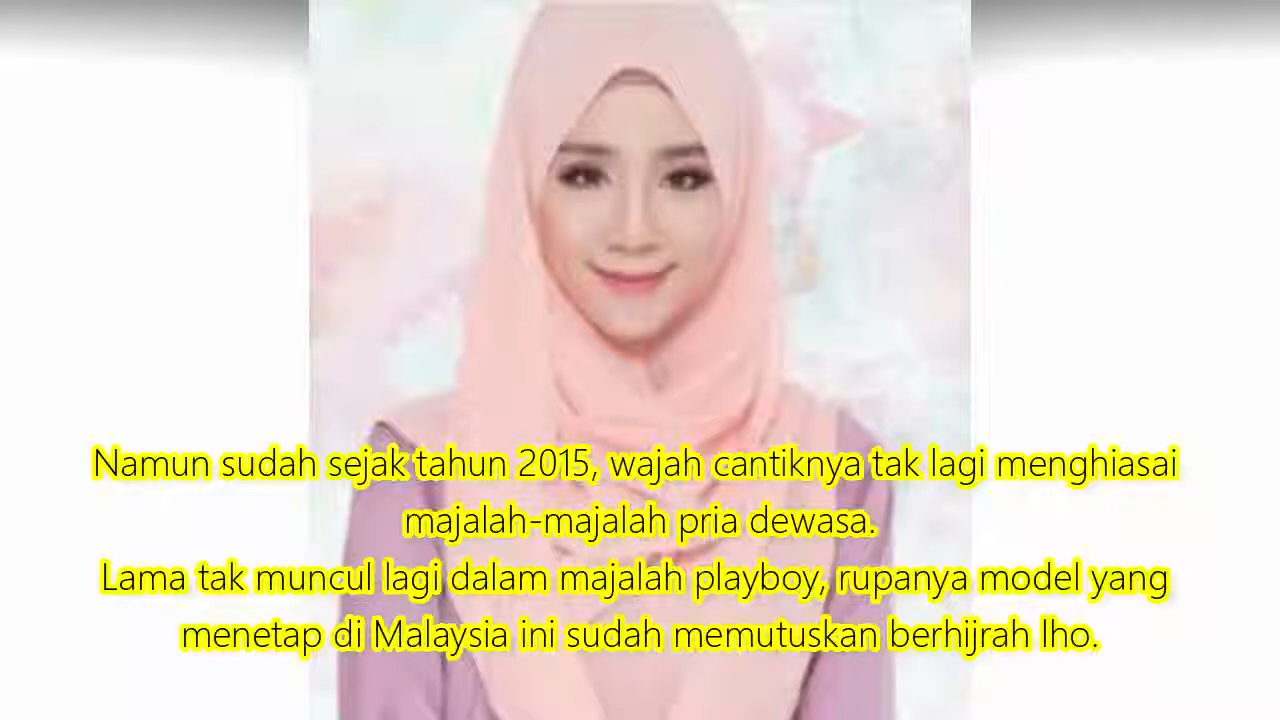 Namun sudah sejak tahun 2015, wajah cantiknya tak lagi menghiasai
majalah-majalah pria dewasa.
Lama tak muncul lagi dalam majalah playboy, rupanya model yang
menetap di Malaysia ini sudah memutuskan berhijrah lho.